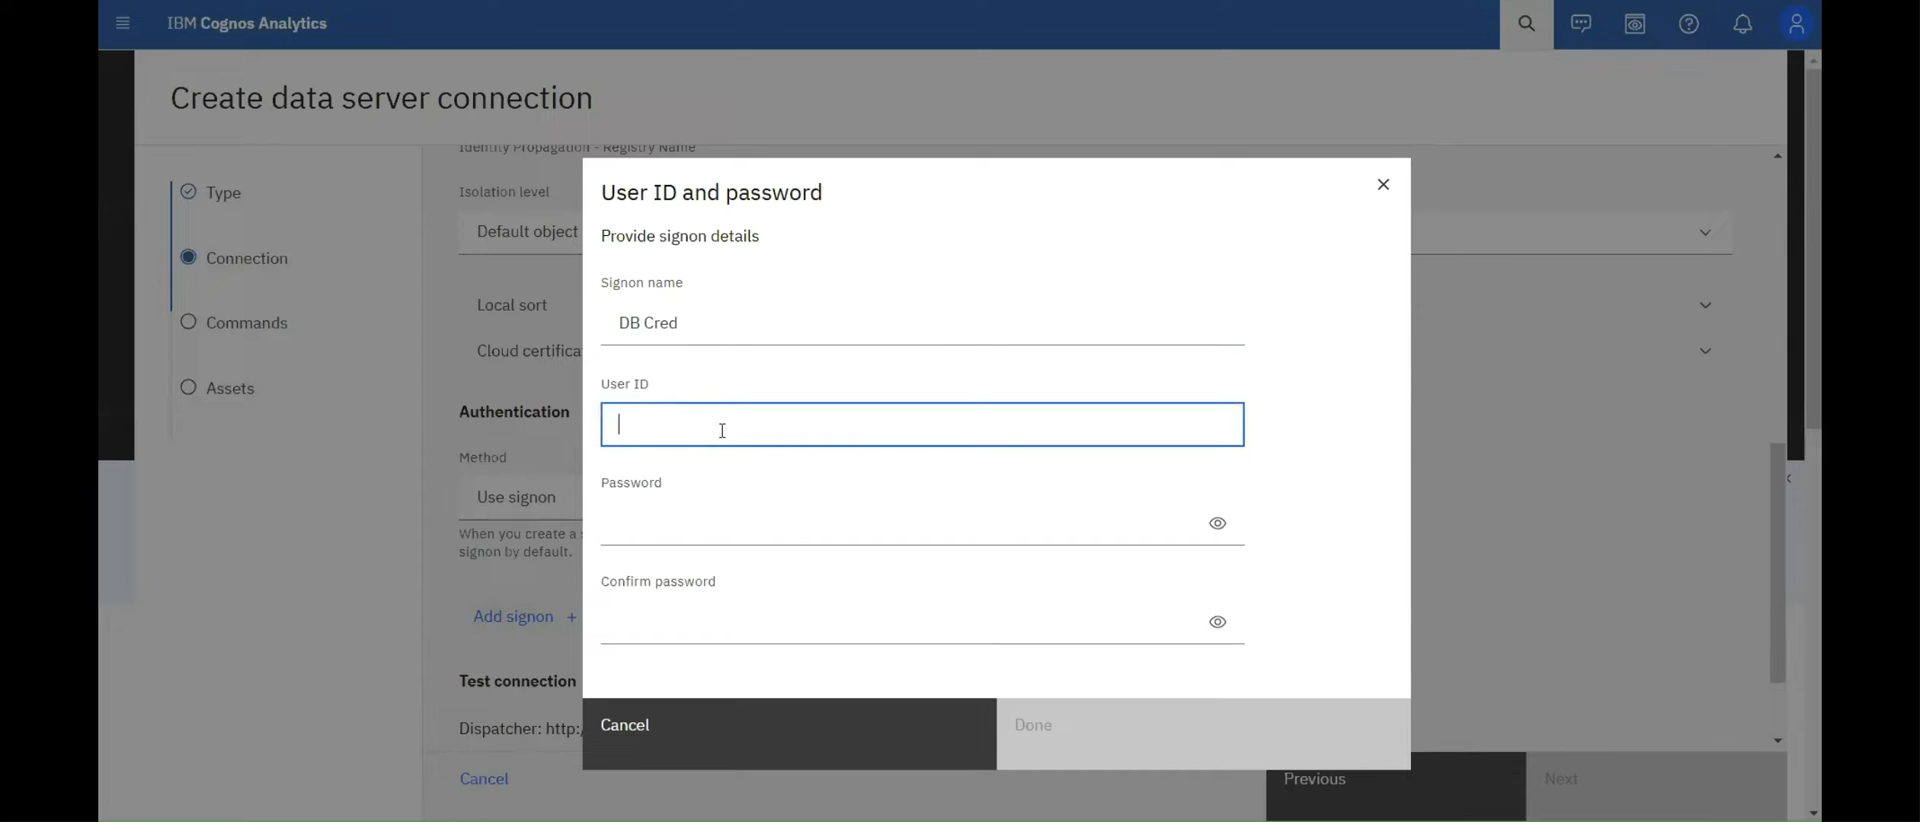 IBM Cognos Analytics
Create data server connection
Type
Connection
Commands
Assets
Identity Propagation - Registry Name
Isolation level
Default object
Local sort
Cloud certifica
Authentication
Method
Use signon
When you create a s
signon by default.
Add signon +
Test connection
Dispatcher: http:/
Cancel
Previous
Next
User ID and password
Provide signon details
Signon name
DB Cred
User ID
Password
Confirm password
Cancel
Done